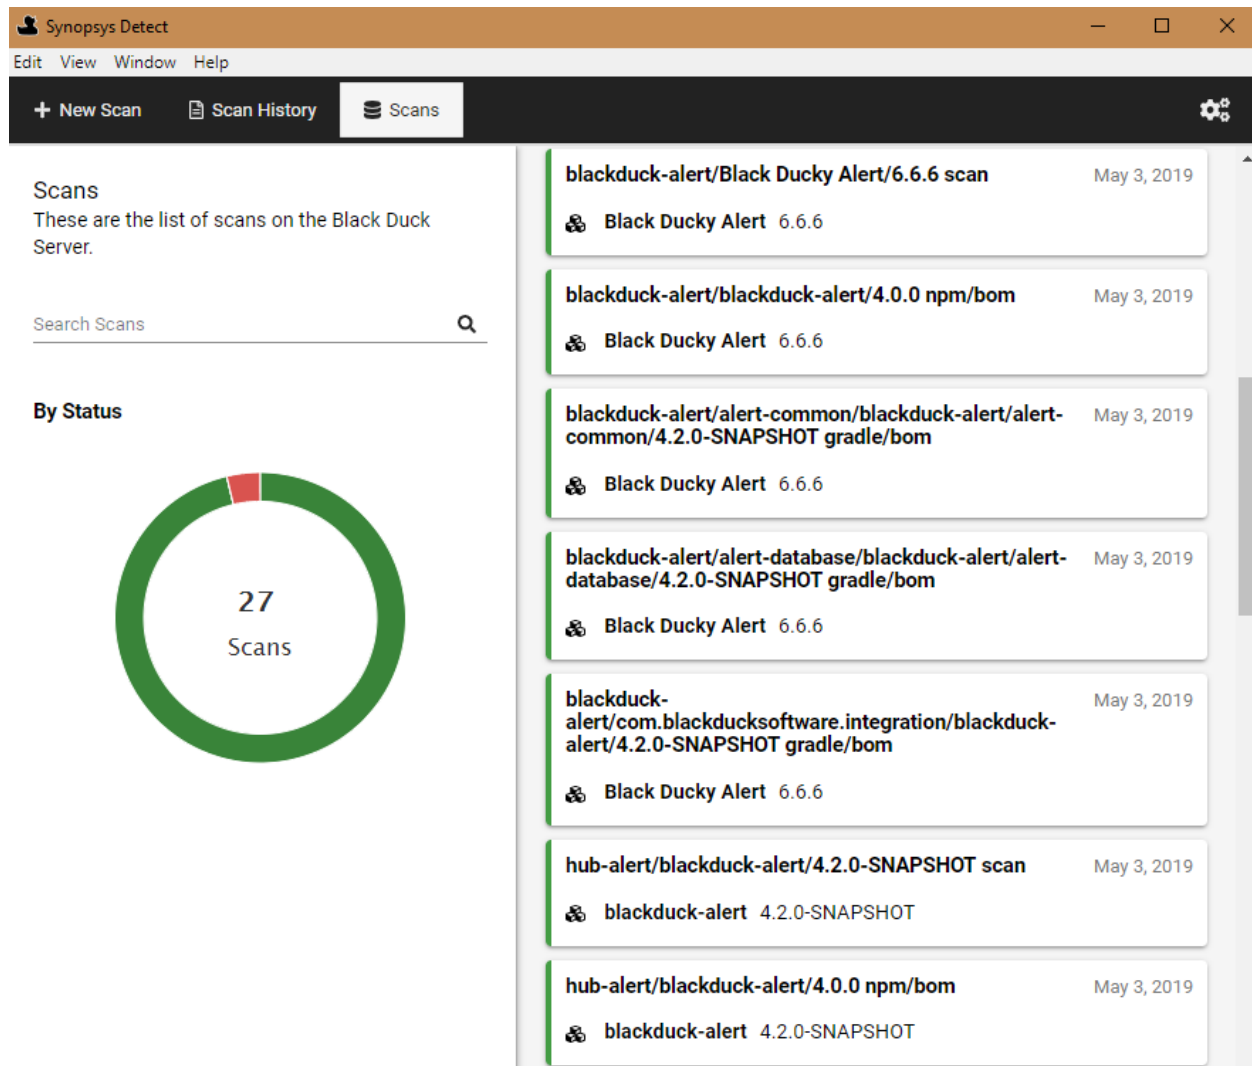 Synopsys Detect
Edit View Window Help
New Scan Scan History Scans
Scans
These are the list of scans on the Black Duck
Server.
Search Scans
By Status
27
Scans
blackduck-alert/Black Ducky Alert/6.6.6 scan May 3, 2019
Black Ducky Alert 6.6.6
blackduck-alert/blackduck-alert/4.0.0 npm/bom May 3, 2019
Black Ducky Alert 6.6.6
blackduck-alert/alert-common/blackduck-alert/alert- May 3, 2019
common/4.2.0-SNAPSHOT gradle/bom
Black Ducky Alert 6.6.6
blackduck-alert/alert-database/blackduck-alert/alert- May 3, 2019
database/4.2.0-SNAPSHOT gradle/bom
Black Ducky Alert 6.6.6
blackduck- May 3, 2019
alert/com.blackducksoftware.integration/blackduck-
alert/4.2.0-SNAPSHOT gradle/bom
Black Ducky Alert 6.6.6
hub-alert/blackduck-alert/4.2.0-SNAPSHOT scan May 3, 2019
blackduck-alert 4.2.0-SNAPSHOT
hub-alert/blackduck-alert/4.0.0 npm/bom May 3, 2019
blackduck-alert 4.2.0-SNAPSHOT